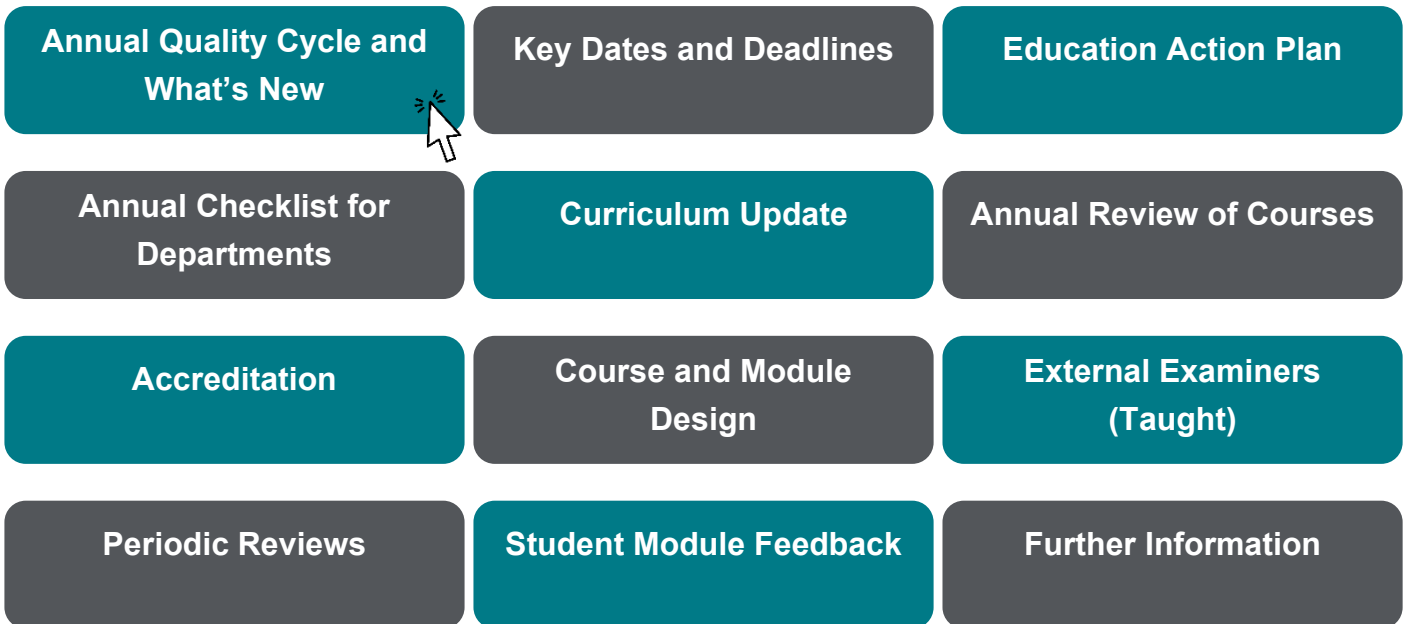 Annual Quality Cycle and
What's New
Key Dates and Deadlines
Education Action Plan
Annual Checklist for
Departments
Curriculum Update
Annual Review of Courses
Accreditation
Course and Module
Design
External Examiners
(Taught)
Periodic Reviews
Student Module Feedback
Further Information